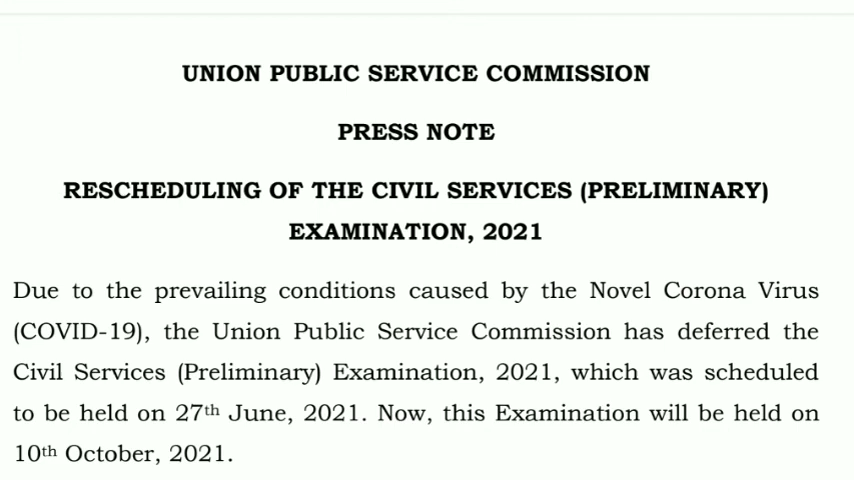 UNION PUBLIC SERVICE COMMISSION
PRESS NOTE
RESCHEDULING OF THE CIVIL SERVICES (PRELIMINARY)
EXAMINATION, 2021
Due to the prevailing conditions caused by the Novel Corona Virus
(COVID-19), the Union Public Service Commission has deferred the
Civil Services (Preliminary) Examination, 2021, which was scheduled
to be held on 27th June, 2021. Now, this Examination will be held on
10th October, 2021.